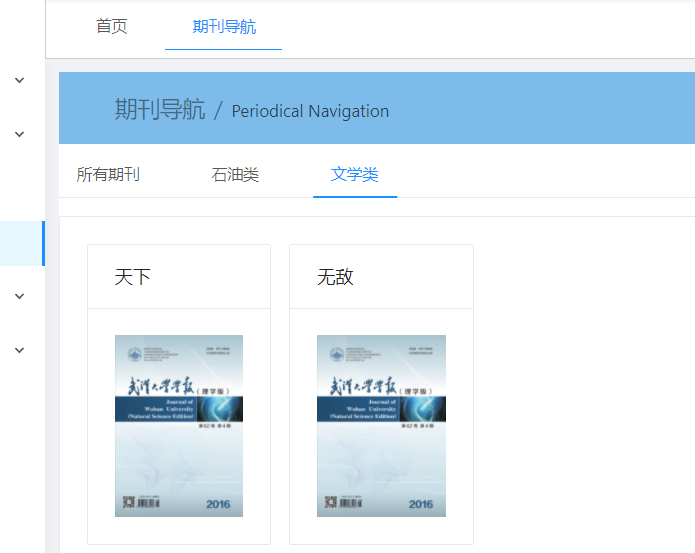 首页 期刊导航
期刊导航 / Periodical Navigation
所有期刊 石油类 文学类
天下
武汉大学学报(理学版)
Journal of
Wuhan University
(Natural Science Edition)
第62卷 第4期
2016
无敌
武汉大学学报(理学版)
Journal of
Wuhan University
(Natural Science Edition)
第62卷 第4期
2016